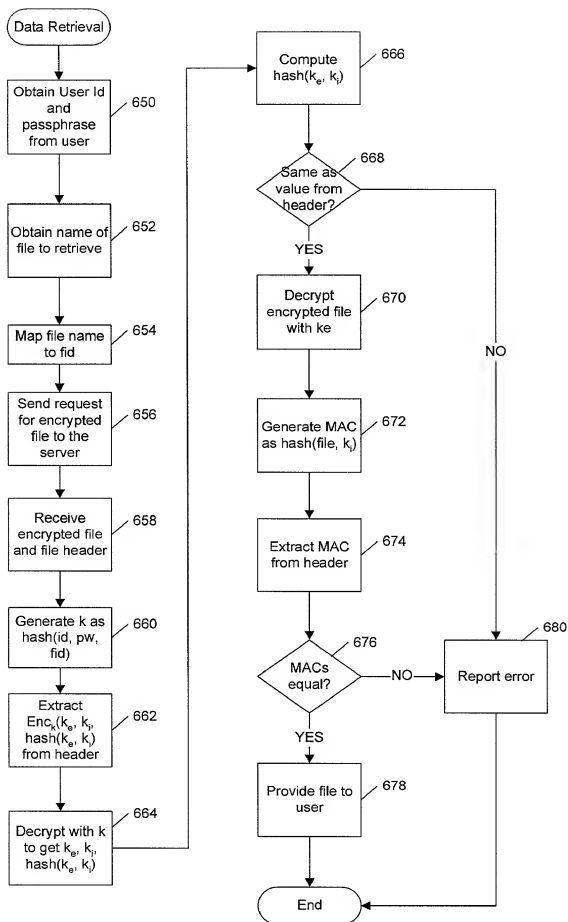 Data Retrieval
Obtain User Id
and
passphrase
from user
650
Obtain name of
file to retrieve
652
Map file name
to fid
654
Send request
for encrypted
file to the
server
656
Receive
encrypted file
and file header
658
Generate k as
hash(id, pw,
fid)
660
Extract
Enck(ke, ki,
hash(ke, ki)
from header
662
Decrypt with k
to get ke, ki,
hash(ke, ki)
664
Compute
hash(ke, ki)
666
Same as
value from
header?
668
YES
NO
Decrypt
encrypted file
with ke
670
Generate MAC
as hash(file, ki)
672
Extract MAC
from header
674
MACs
equal?
676
NO
YES
Report error
680
Provide file to
user
678
End